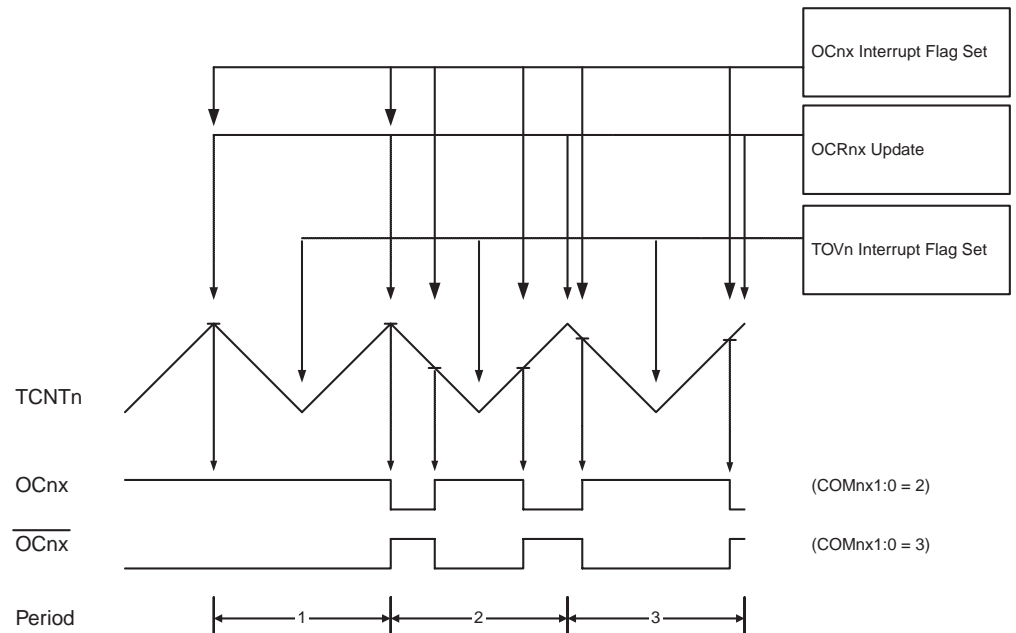 OCnx Interrupt Flag Set
OCRnx Update
TOVn Interrupt Flag Set
TCNTn
OCnx
(COMnx1:0 = 2)
OCnx
(COMnx1:0 = 3)
Period
1
2
3